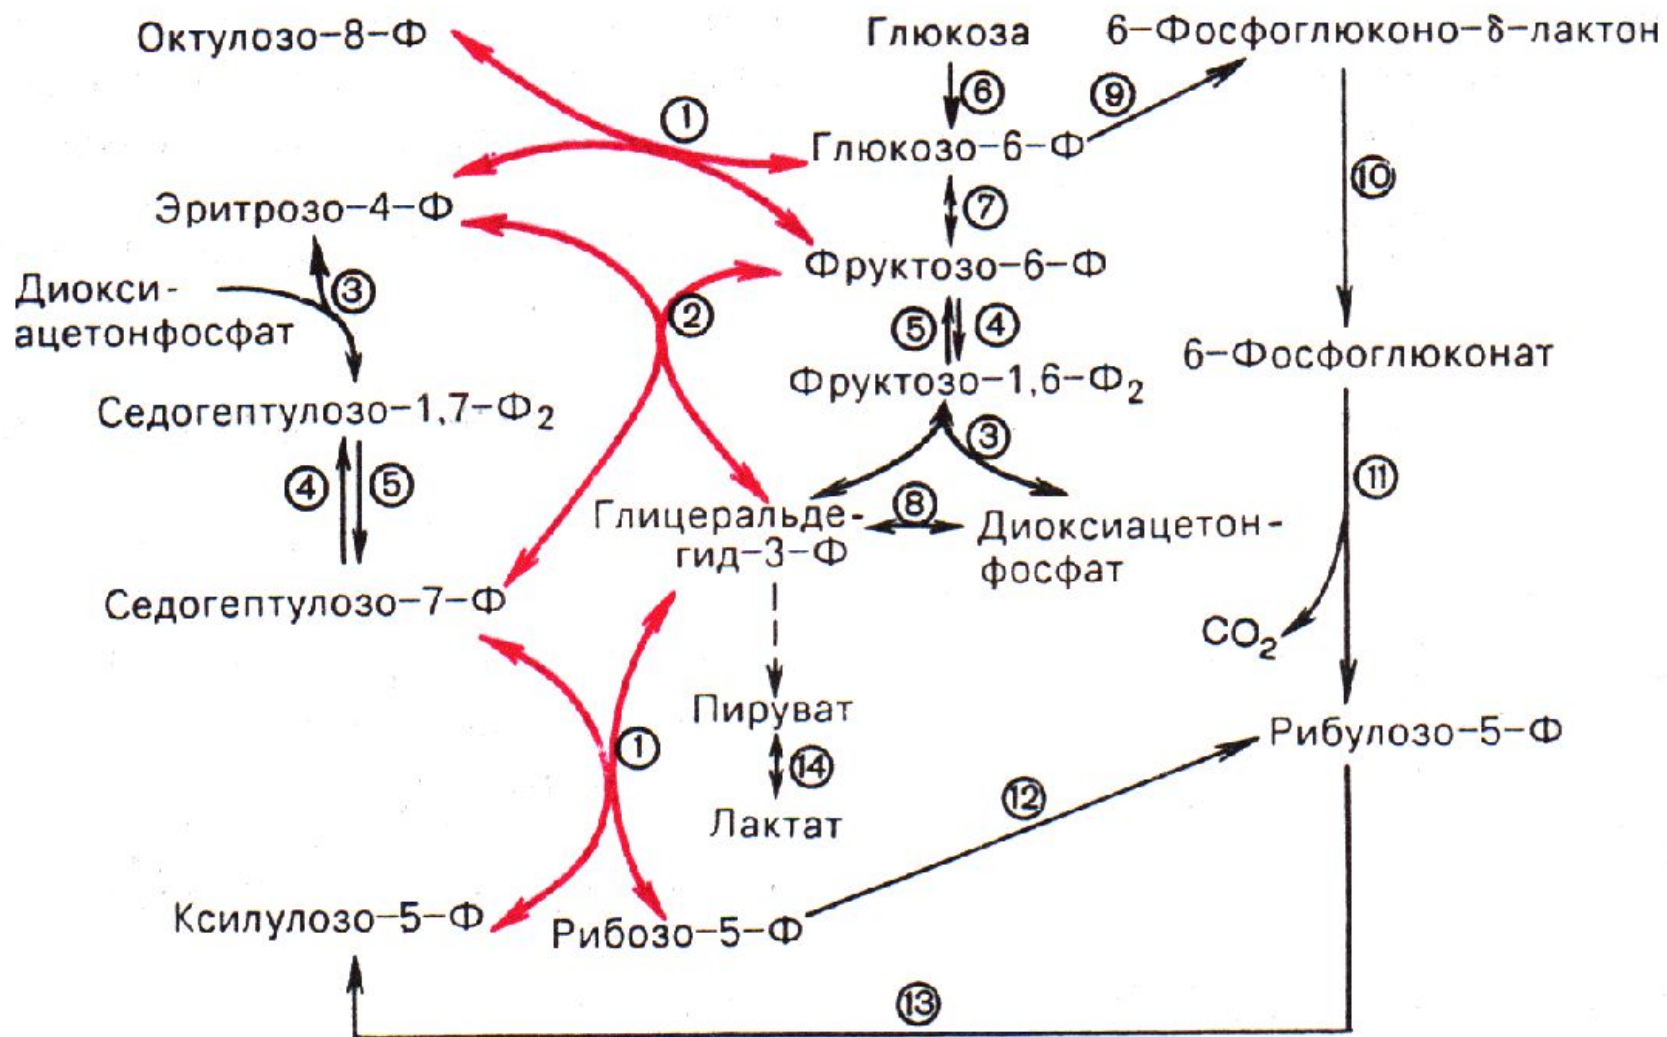 Октулозо-8-Ф
Глюкоза
6-Фосфоглюконо-δ-лактон
6
9
1
Глюкозо-6-Ф
10
Эритрозо-4-Ф
7
Фруктозо-6-Ф
Диокси-
ацетонфосфат
3
2
5
4
6-Фосфоглюконат
Фруктозо-1,6-Ф2
Седогептулозо-1,7-Ф2
3
4
5
11
Глицеральде-
гид-3-Ф
8
Диоксиацетон-
фосфат
Седогептулозо-7-Ф
CO2
Пируват
Рибулозо-5-Ф
1
14
12
Лактат
Ксилулозо-5-Ф
Рибозо-5-Ф
13